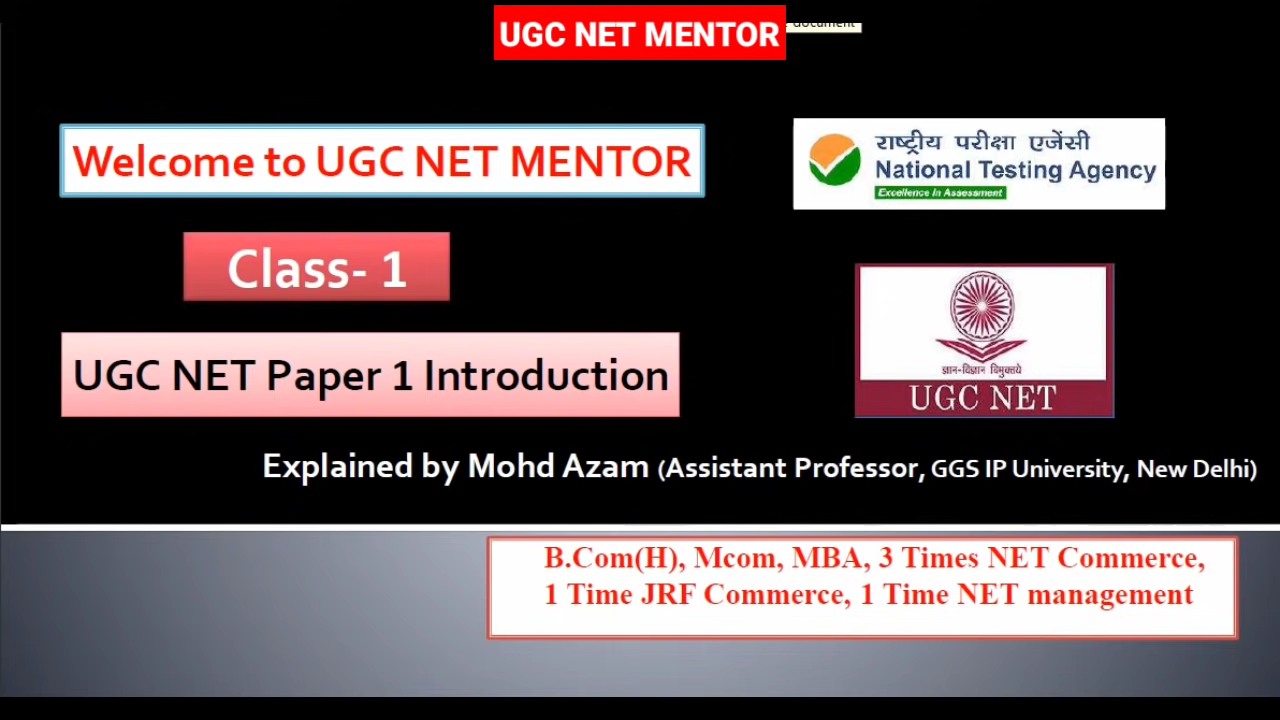 UGC NET MENTOR
document
Welcome to UGC NET MENTOR
राष्ट्रीय परीक्षा एजेंसी
National Testing Agency
Excellence in Assessment
Class- 1
ज्ञान-विज्ञान विमुक्तये
UGC NET
UGC NET Paper 1 Introduction
Explained by Mohd Azam (Assistant Professor, GGS IP University, New Delhi)
B.Com(H), Mcom, MBA, 3 Times NET Commerce,
1 Time JRF Commerce, 1 Time NET management